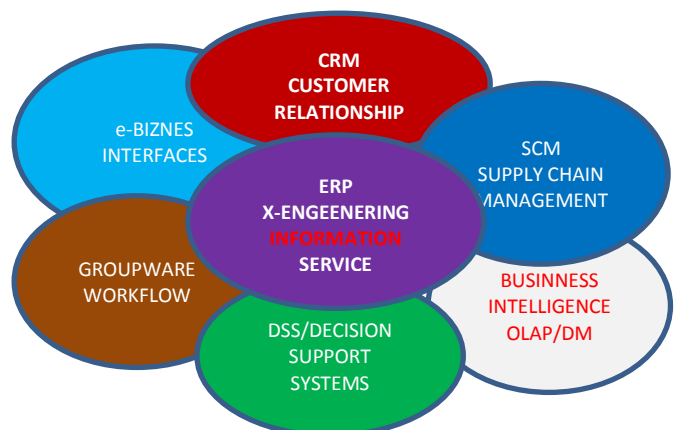 CRM
CUSTOMER
RELATIONSHIP
e-BIZNES
INTERFACES
SCM
SUPPLY CHAIN
MANAGEMENT
ERP
X-ENGEENERING
INFORMATION
SERVICE
GROUPWARE
WORKFLOW
BUSINNESS
INTELLIGENCE
OLAP/DM
DSS/DECISION
SUPPORT
SYSTEMS